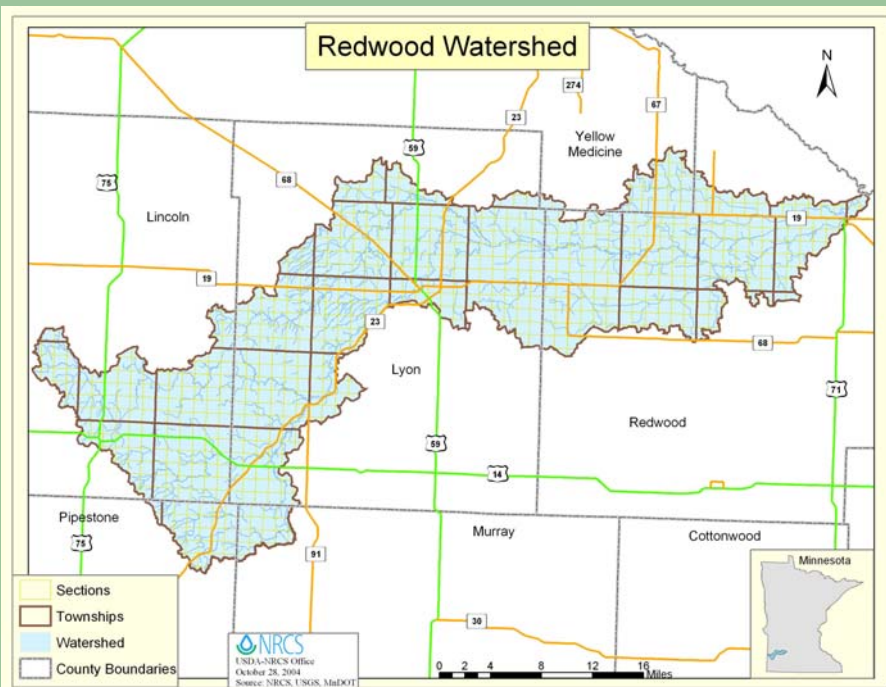 Redwood Watershed
N
274
23
67
59
Yellow
Medicine
75
68
Lincoln
19
19
23
68
Lyon
71
Redwood
59
14
Pipestone
Murray
Cottonwood
75
91
Minnesota
30
Sections
Townships
Watershed
County Boundaries
NRCS
USDA-NRCS Office
October 28, 2004
Source: NRCS, USGS, MnDOT
0 2 4 8 12 16
Miles